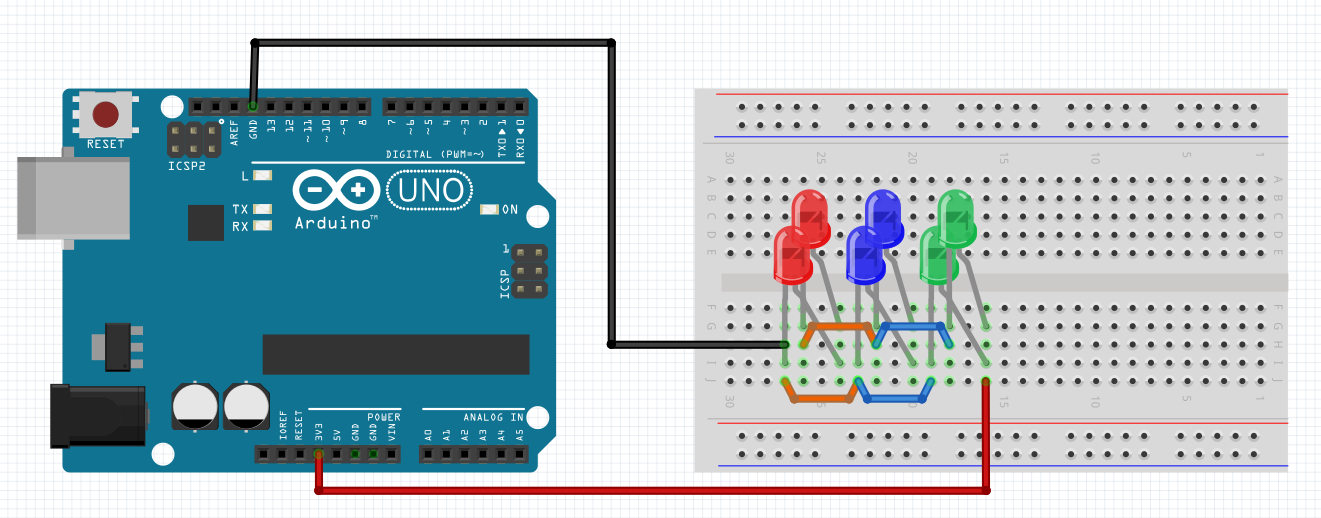 RESET
ICSP2
AREF
GND
13
12
~11
~10
~9
8
7
~6
~5
4
~3
2
TXD▶1
RXD◀0
DIGITAL (PWM=~)
L
TX
RX
Arduino™
UNO
ON
1
ICSP
POWER
ANALOG IN
IOREF
RESET
3V3
5V
GND
GND
VIN
A0
A1
A2
A3
A4
A5
30
25
20
15
10
5
1
A
B
C
D
E
F
G
H
I
J
A
B
C
D
E
F
G
H
I
J
30
25
20
15
10
5
1